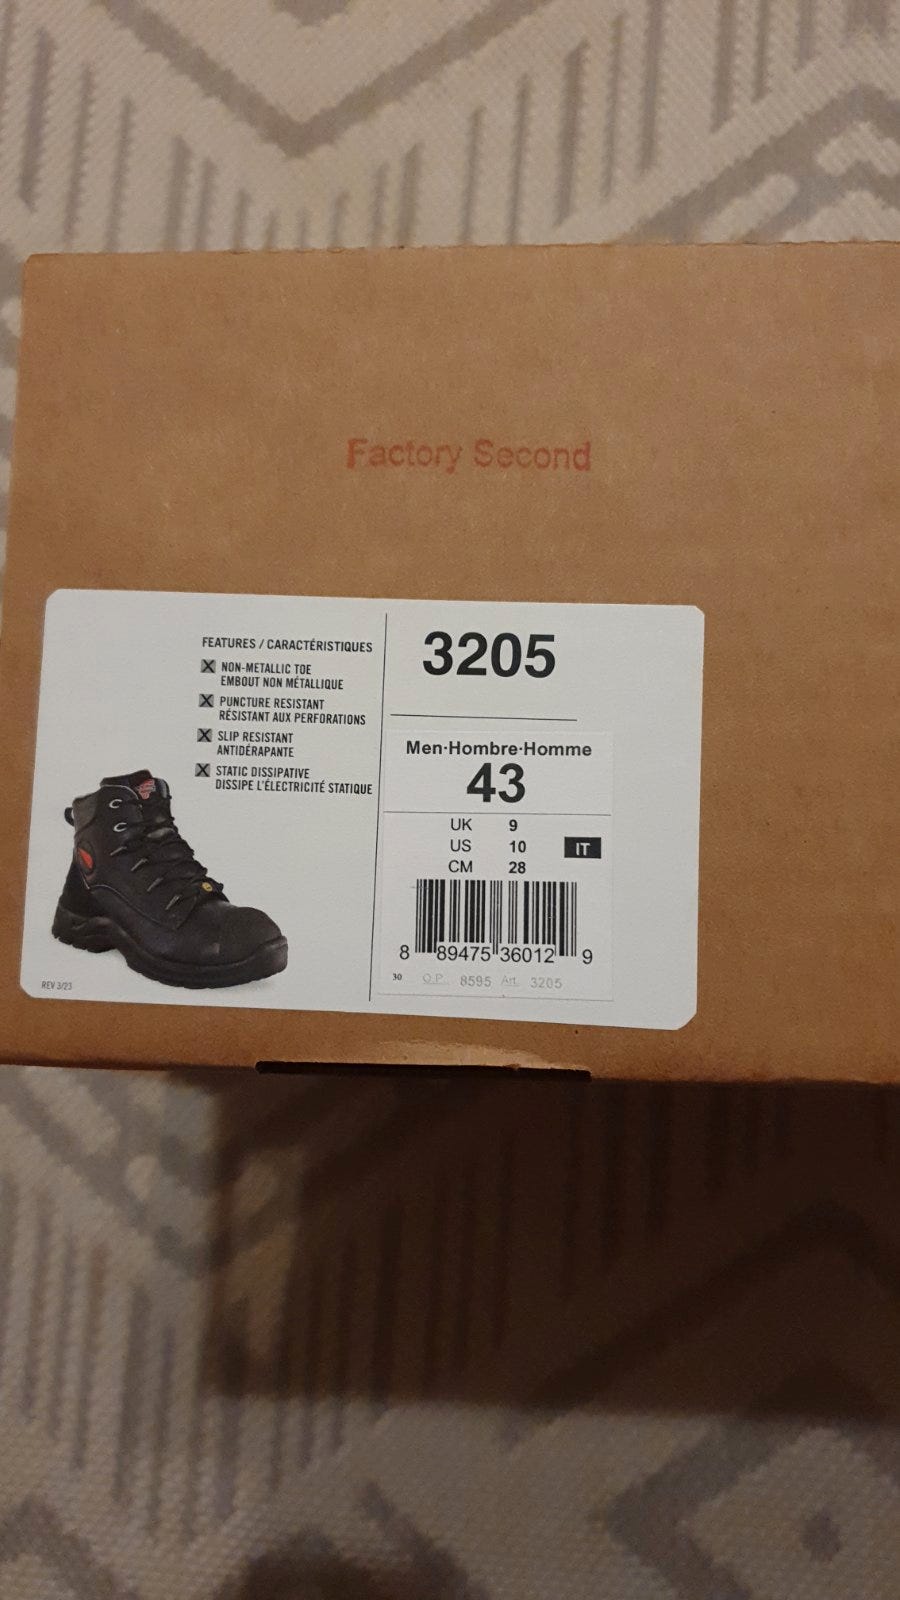 Factory Second
FEATURES / CARACTÉRISTIQUES
NON-METALLIC TOE
EMBOUT NON MÉTALLIQUE
PUNCTURE RESISTANT
RÉSISTANT AUX PERFORATIONS
SLIP RESISTANT
ANTIDÉRAPANTE
STATIC DISSIPATIVE
DISSIPE L'ÉLECTRICITÉ STATIQUE
REV 3/23
3205
Men·Hombre·Homme
43
UK 9
US 10
CM 28
IT
8 89475 36012 9
30 O.P. 8595 Art. 3205